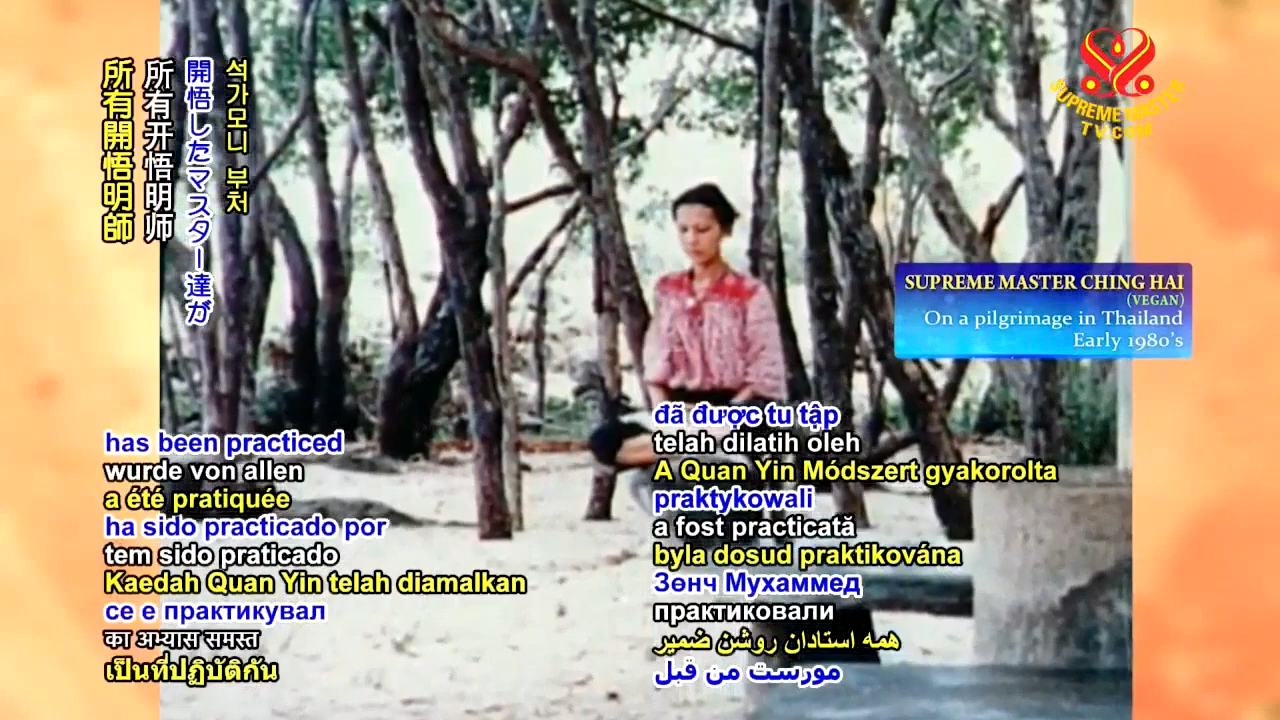 석가모니 부처
開悟したマスター達が
所有开悟明师
所有開悟明師
SUPREME MASTER
TV.COM
SUPREME MASTER CHING HAI
(VEGAN)
On a pilgrimage in Thailand
Early 1980's
has been practiced
wurde von allen
a été pratiquée
ha sido practicado por
tem sido praticado
Kaedah Quan Yin telah diamalkan
се е практикувал
का अभ्यास समस्त
เป็นที่ปฏิบัติกัน
đã được tu tập
telah dilatih oleh
A Quan Yin Módszert gyakorolta
praktykowali
a fost practicată
byla dosud praktikována
Зөнч Мухаммед
практиковали
همه استادان روشن ضمیر
مورست من قبل